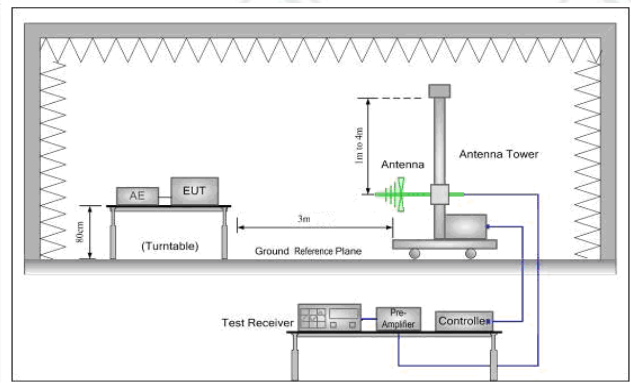 1m to 4m
Antenna
Antenna Tower
AE
EUT
80cm
3m
(Turntable)
Ground Reference Plane
Test Receiver
Pre-
Amplifier
Controller